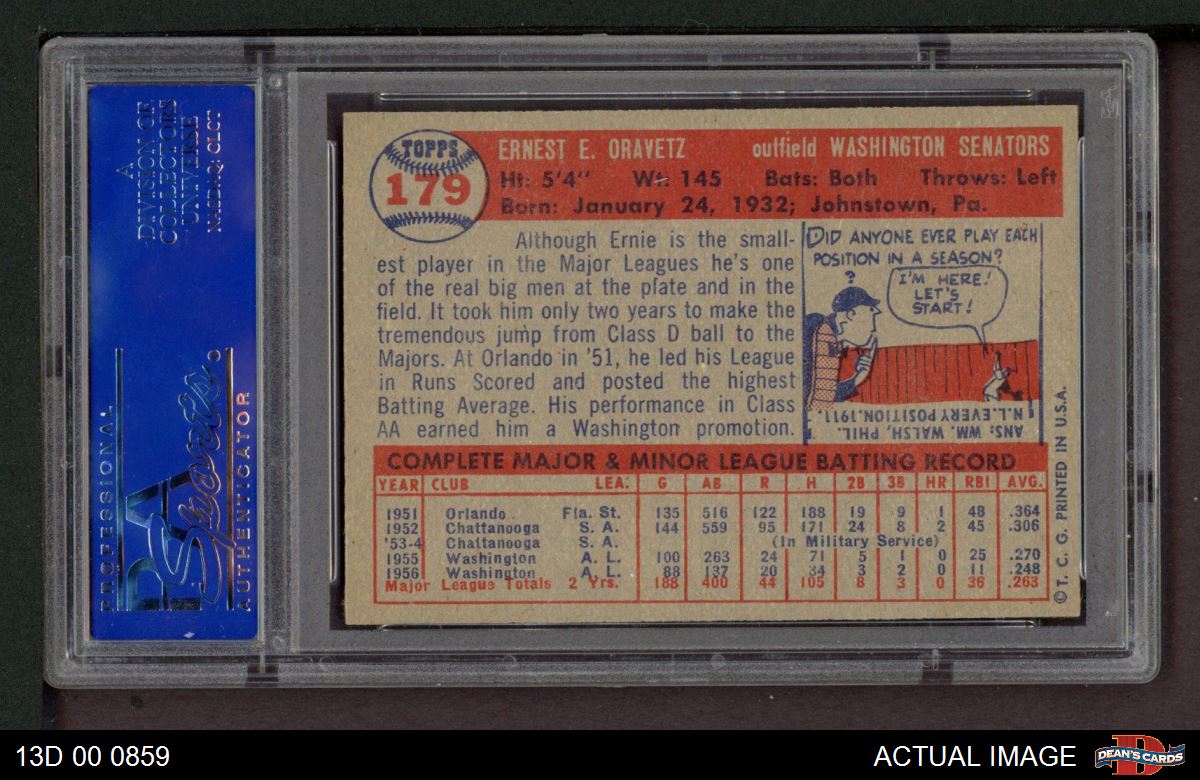 A
DIVISION OF
COLLECTORS
UNIVERSE
NASDAQ: CLCT
PROFESSIONAL
PSA
Sports
AUTHENTICATOR
TOPPS
179
ERNEST E. ORAVETZ outfield WASHINGTON SENATORS
Ht: 5'4" Wt: 145 Bats: Both Throws: Left
Born: January 24, 1932; Johnstown, Pa.
Although Ernie is the small-
est player in the Major Leagues he's one
of the real big men at the plate and in the
field. It took him only two years to make the
tremendous jump from Class D ball to the
Majors. At Orlando in '51, he led his League
in Runs Scored and posted the highest
Batting Average. His performance in Class
AA earned him a Washington promotion.
DID ANYONE EVER PLAY EACH
POSITION IN A SEASON?
?
I'M HERE!
LET'S
START!
ANS: WM. WALSH, PHIL.
N.L. EVERY POSITION. 1911.
COMPLETE MAJOR & MINOR LEAGUE BATTING RECORD
YEAR CLUB LEA. G AB R H 2B 3B HR RBI AVG.
1951 Orlando Fla. St. 135 516 122 188 19 9 1 48 .364
1952 Chattanooga S. A. 144 559 95 171 24 8 2 45 .306
'53-4 Chattanooga S. A. (In Military Service)
1955 Washington A. L. 100 263 24 71 5 1 0 25 .270
1956 Washington A. L. 88 137 20 34 3 2 0 11 .248
Major League Totals 2 Yrs. 188 400 44 105 8 3 0 36 .263
© T. C. G. PRINTED IN U.S.A.
13D 00 0859
ACTUAL IMAGE
D
DEAN'S CARDS